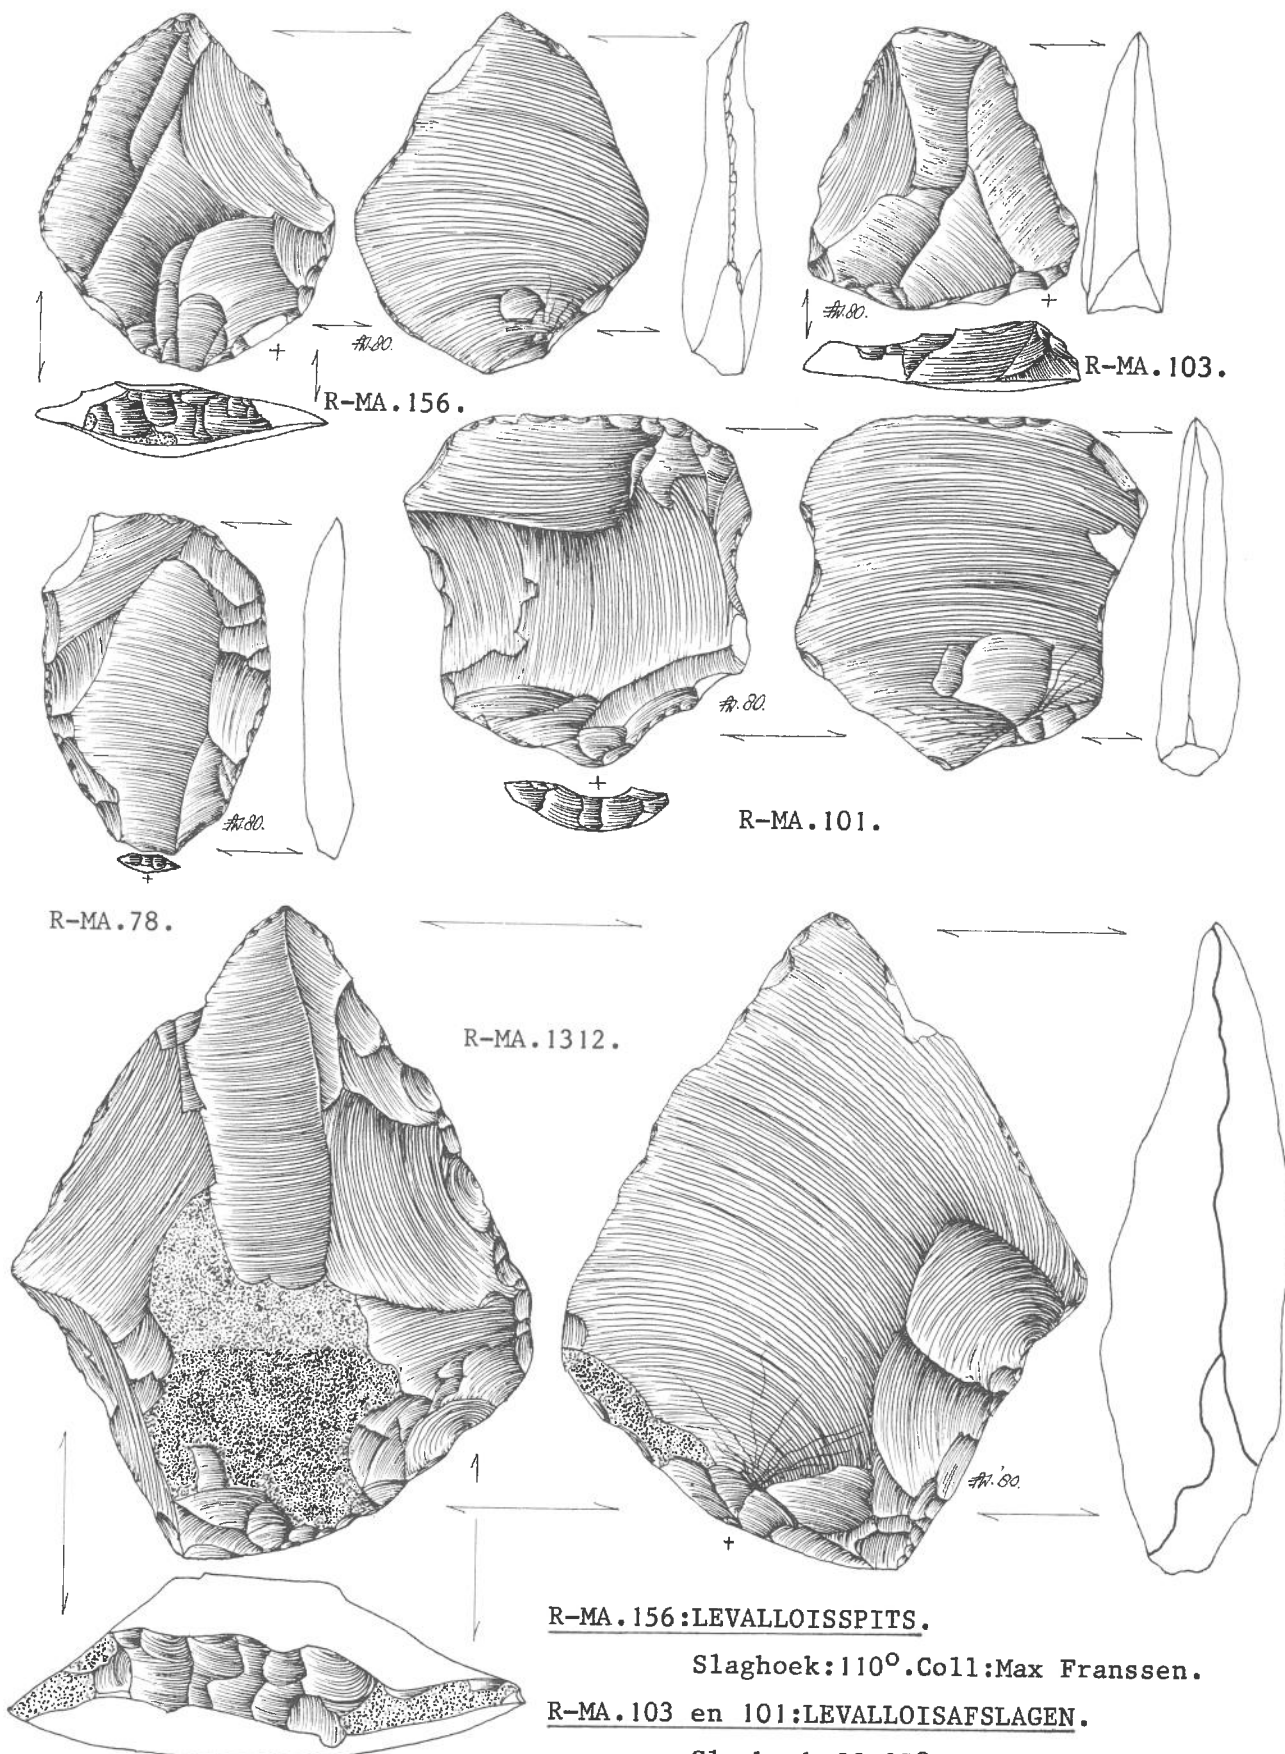 R-MA.156.
R-MA.103.
R-MA.101.
R-MA.78.
R-MA.1312.
R-MA.156:LEVALLOISSPITS.
Slaghoek:110°.Coll:Max Franssen.
R-MA.103 en 101:LEVALLOISAFSLAGEN.